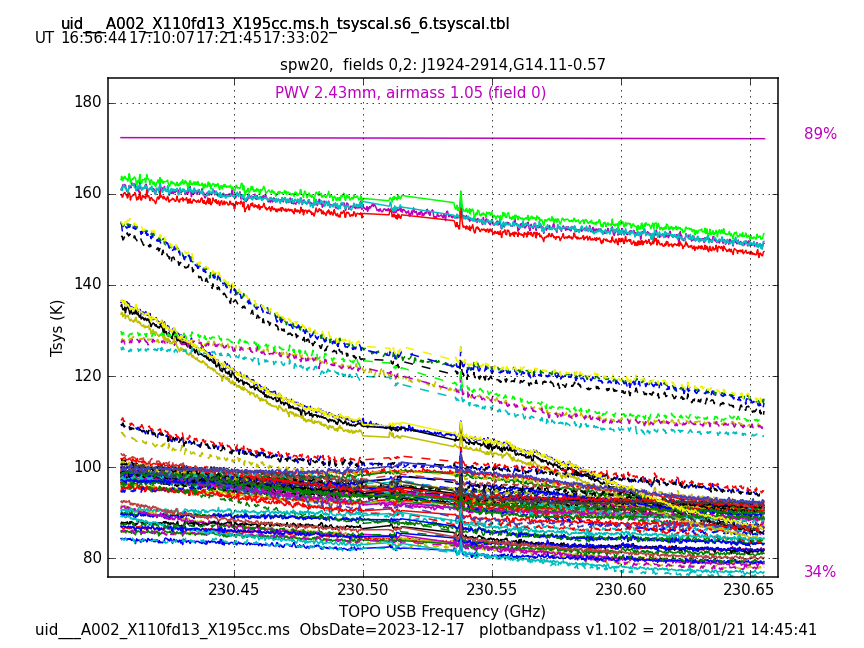 uid___A002_X110fd13_X195cc.ms.h_tsyscal.s6_6.tsyscal.tbl
UT 16:56:44 17:10:07 17:21:45 17:33:02
spw20,  fields 0,2: J1924-2914,G14.11-0.57
PWV 2.43mm, airmass 1.05 (field 0)
180
160
140
120
100
80
Tsys (K)
89%
34%
230.45 230.50 230.55 230.60 230.65
TOPO USB Frequency (GHz)
uid___A002_X110fd13_X195cc.ms  ObsDate=2023-12-17   plotbandpass v1.102 = 2018/01/21 14:45:41